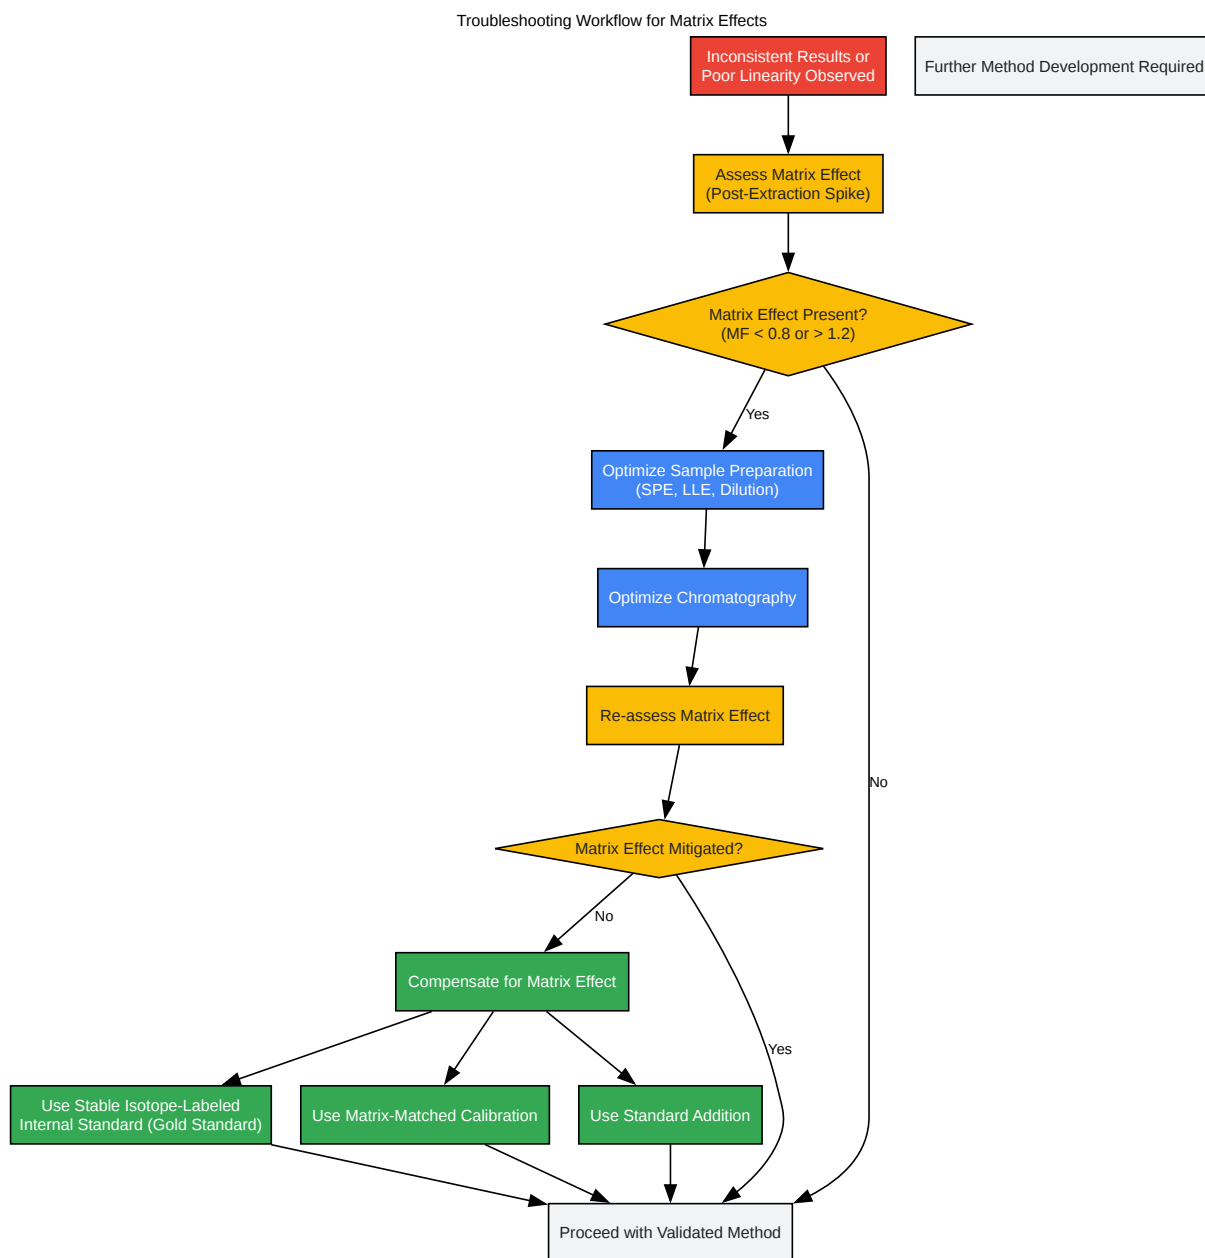 Troubleshooting Workflow for Matrix Effects
Inconsistent Results or
Poor Linearity Observed
Further Method Development Required
Assess Matrix Effect
(Post-Extraction Spike)
Matrix Effect Present?
(MF < 0.8 or > 1.2)
Yes
Optimize Sample Preparation
(SPE, LLE, Dilution)
Optimize Chromatography
Re-assess Matrix Effect
No
Matrix Effect Mitigated?
No
Compensate for Matrix Effect
Yes
Use Stable Isotope-Labeled
Internal Standard (Gold Standard)
Use Matrix-Matched Calibration
Use Standard Addition
Proceed with Validated Method